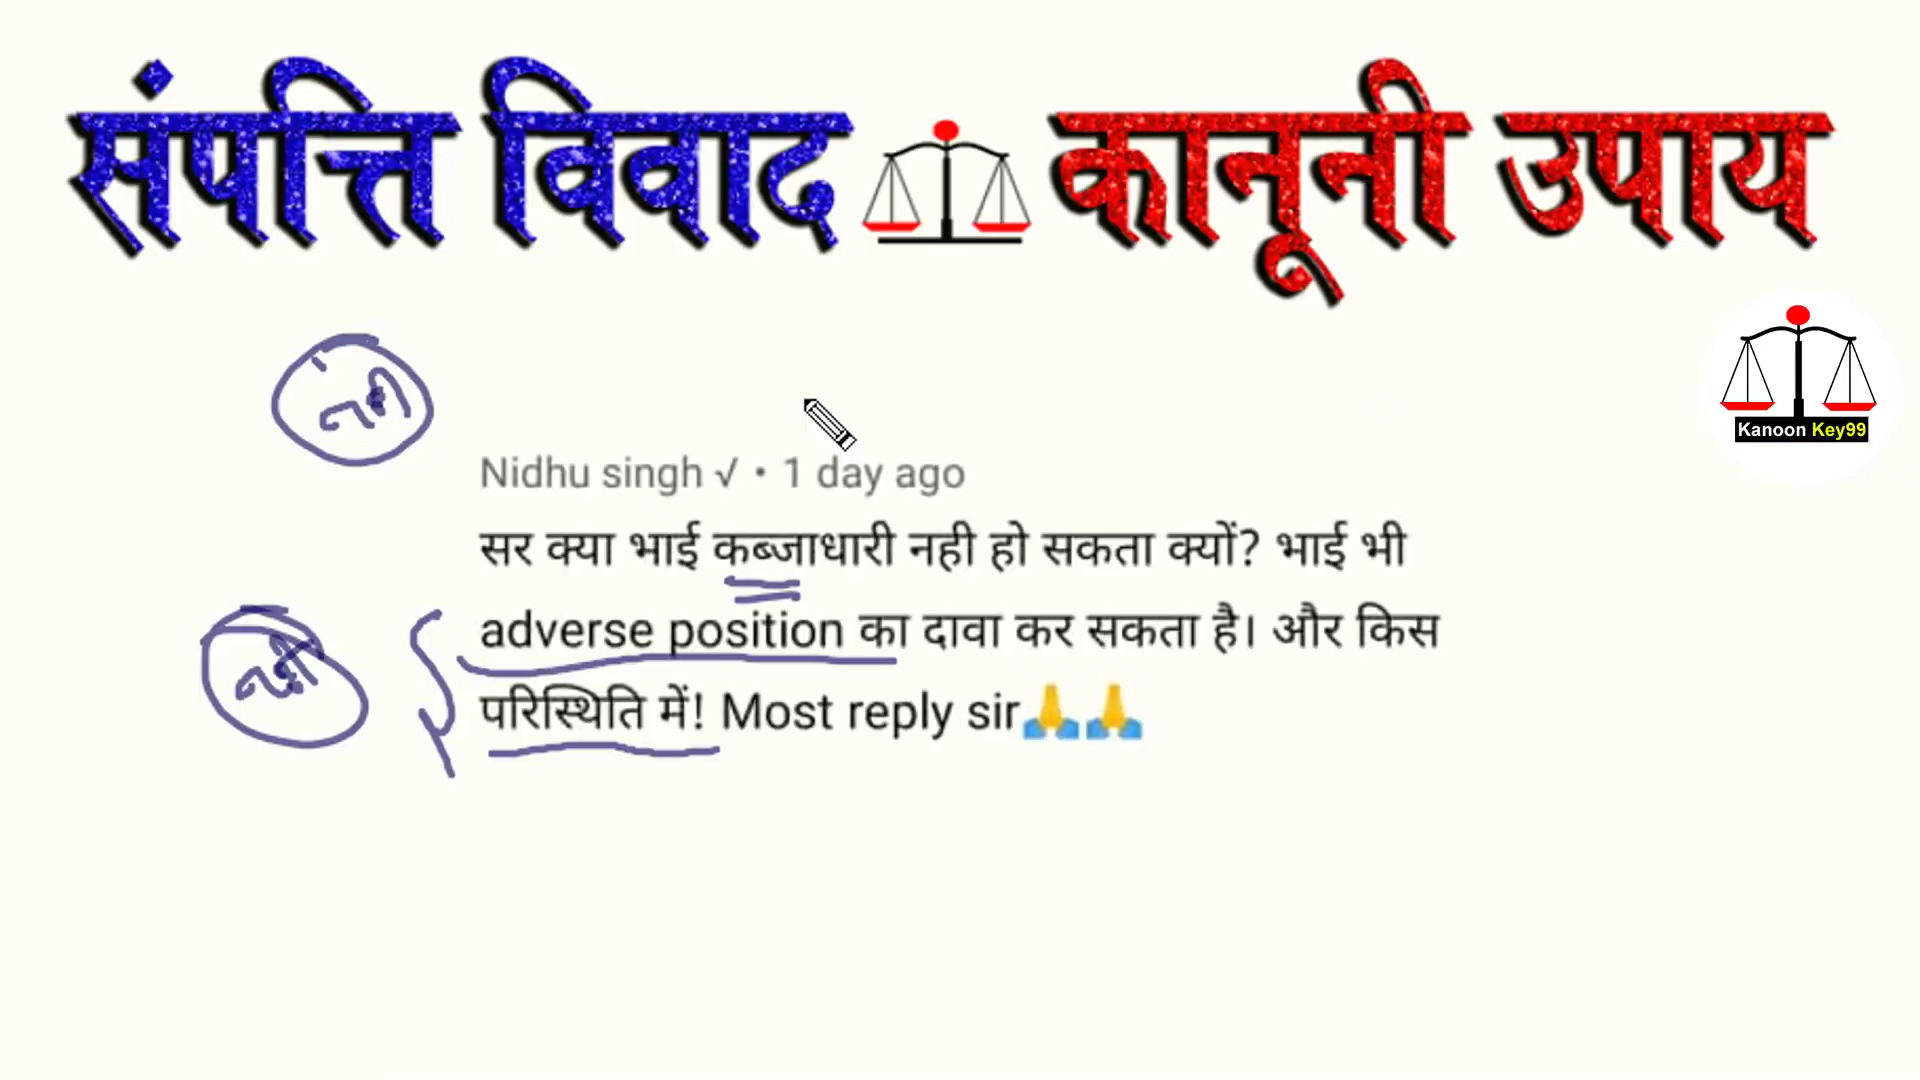 संपत्ति विवाद कानूनी उपाय
Kanoon Key99
Nidhu singh √ • 1 day ago
सर क्या भाई कब्जाधारी नही हो सकता क्यों? भाई भी
adverse position का दावा कर सकता है। और किस
परिस्थिति में! Most reply sir🙏🙏